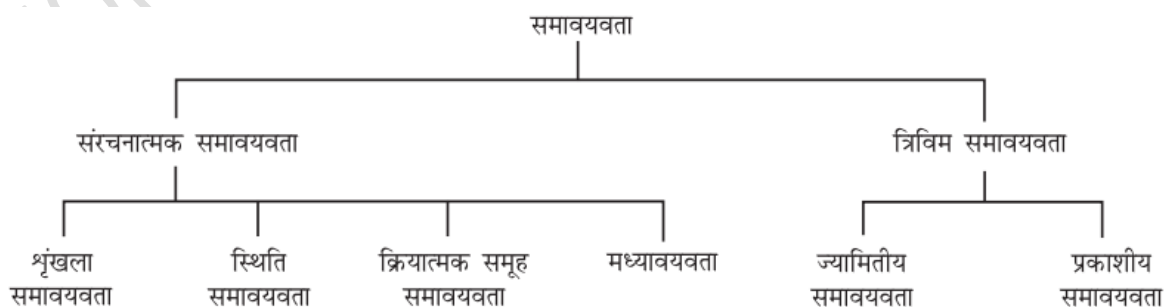 समावयवता
संरचनात्मक समावयवता
त्रिविम समावयवता
शृंखला
समावयवता
स्थिति
समावयवता
क्रियात्मक समूह
समावयवता
मध्यावयवता
ज्यामितीय
समावयवता
प्रकाशीय
समावयवता